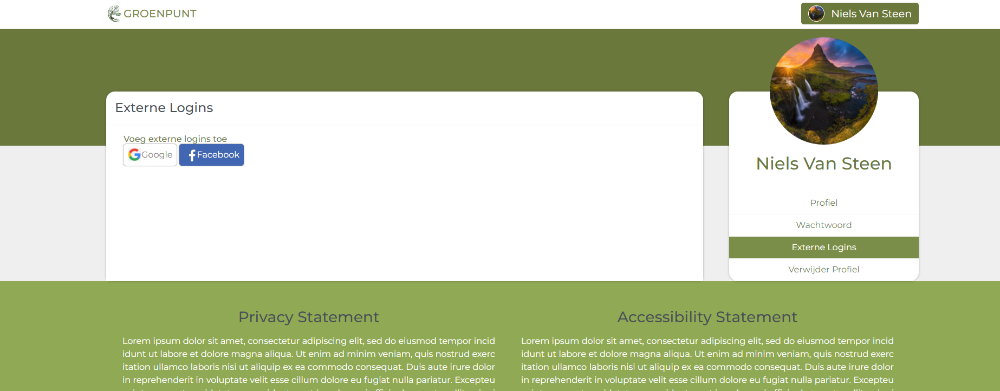 GROENPUNT
Niels Van Steen
Externe Logins
Voeg externe logins toe
Google
Facebook
Niels Van Steen
Profiel
Wachtwoord
Externe Logins
Verwijder Profiel
Privacy Statement
Lorem ipsum dolor sit amet, consectetur adipiscing elit, sed do eiusmod tempor incid
idunt ut labore et dolore magna aliqua. Ut enim ad minim veniam, quis nostrud exerc
itation ullamco laboris nisi ut aliquip ex ea commodo consequat. Duis aute irure dolor
in reprehenderit in voluptate velit esse cillum dolore eu fugiat nulla pariatur. Excepteu
Accessibility Statement
Lorem ipsum dolor sit amet, consectetur adipiscing elit, sed do eiusmod tempor incid
idunt ut labore et dolore magna aliqua. Ut enim ad minim veniam, quis nostrud exerc
itation ullamco laboris nisi ut aliquip ex ea commodo consequat. Duis aute irure dolor
in reprehenderit in voluptate velit esse cillum dolore eu fugiat nulla pariatur. Excepteu